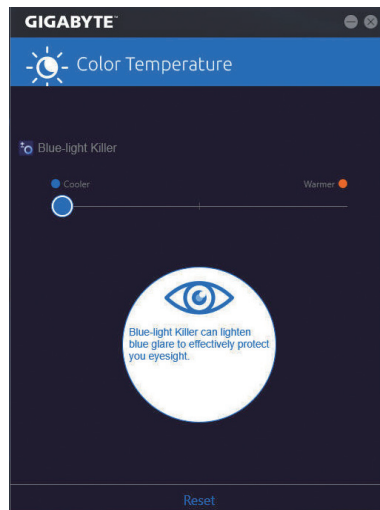 GIGABYTE™
Color Temperature
Blue-light Killer
Cooler
Warmer
Blue-light Killer can lighten
blue glare to effectively protect
you eyesight.
Reset